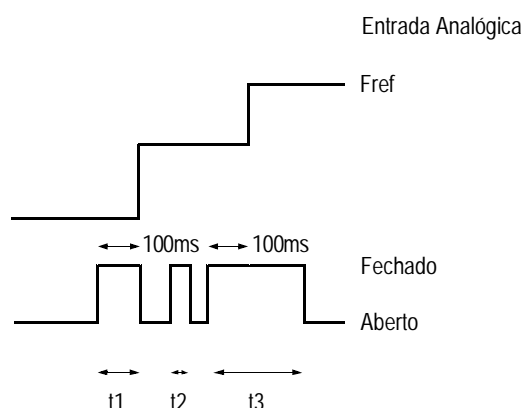 Entrada Analógica
Fref
100ms 100ms
Fechado
Aberto
t1 t2 t3